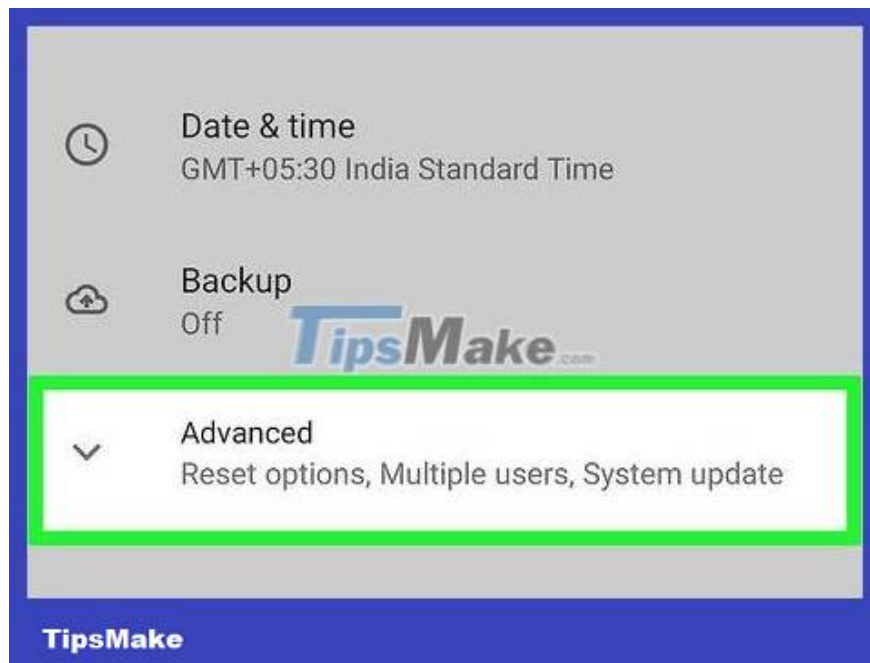 Date & time
GMT+05:30 India Standard Time
Backup
Off
TipsMake.com
Advanced
Reset options, Multiple users, System update
TipsMake